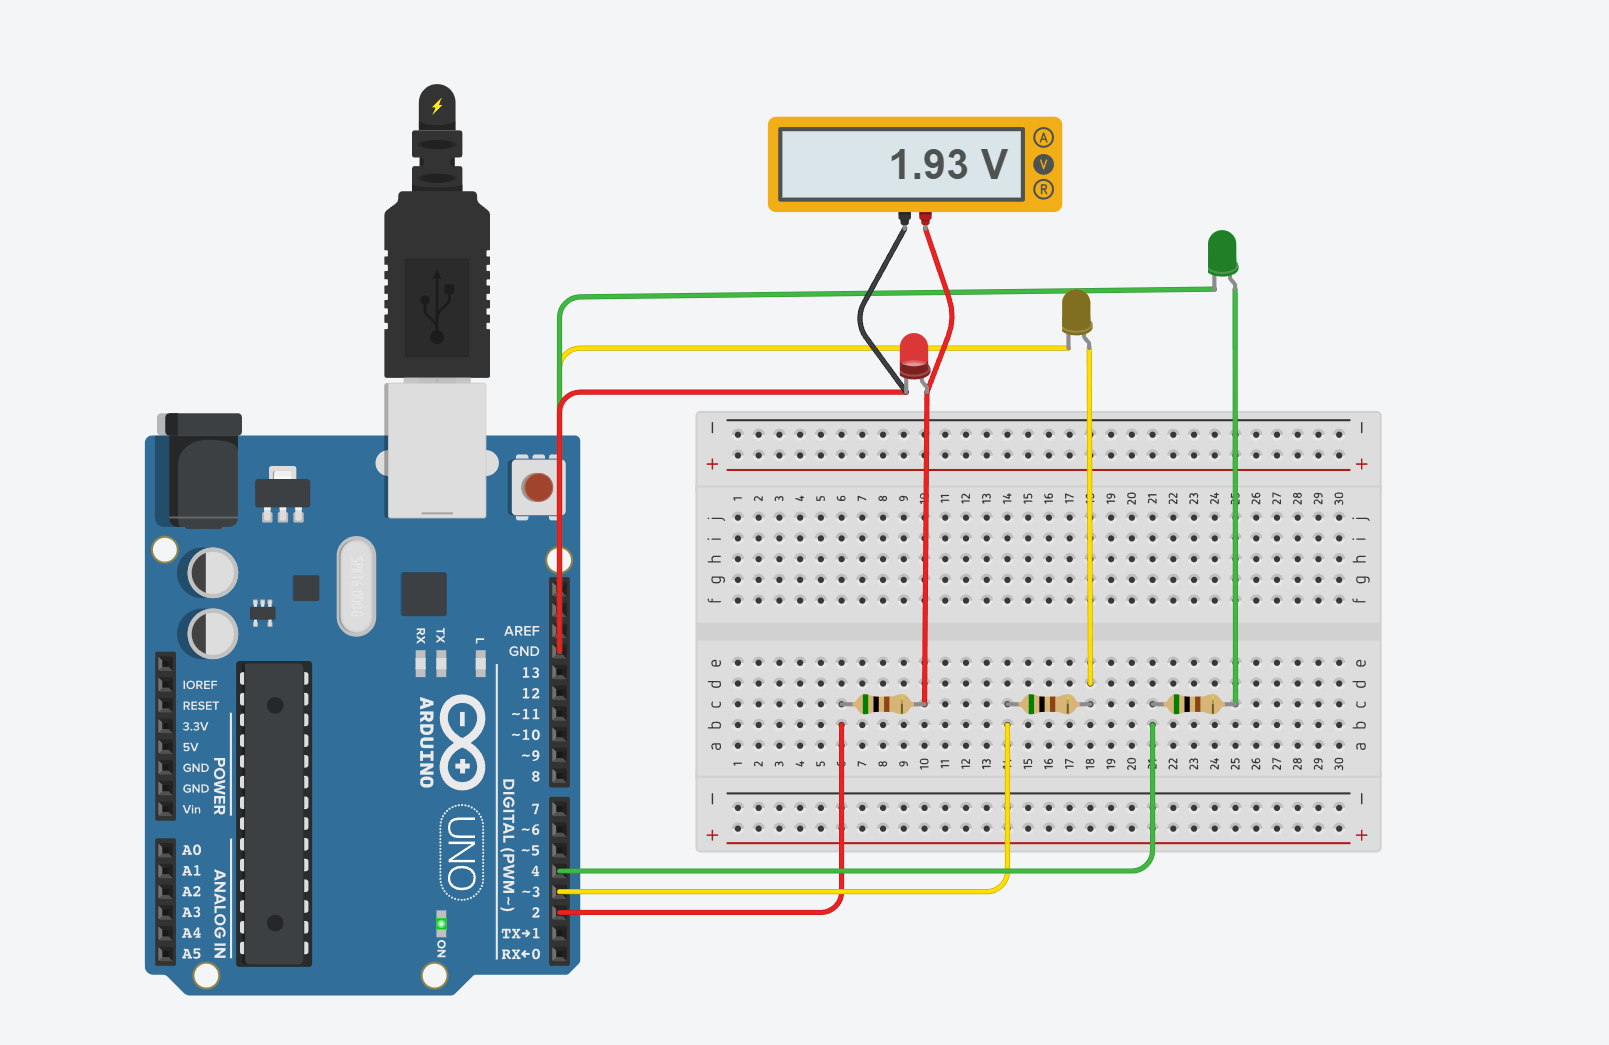 1.93 V
A
V
R
− −
+ +
1 2 3 4 5 6 7 8 9 10 11 12 13 14 15 16 17 18 19 20 21 22 23 24 25 26 27 28 29 30
j j
i i
h h
g g
f f
e e
d d
c c
b b
a a
1 2 3 4 5 6 7 8 9 10 11 12 13 14 15 16 17 18 19 20 21 22 23 24 25 26 27 28 29 30
− −
+ +
AREF
GND
13
12
~11
~10
~9
8
7
~6
~5
4
~3
2
TX→1
RX←0
DIGITAL (PWM ~)
RX
TX
L
ARDUINO
UNO
ON
IOREF
RESET
3.3V
5V
GND
GND
Vin
POWER
A0
A1
A2
A3
A4
A5
ANALOG IN